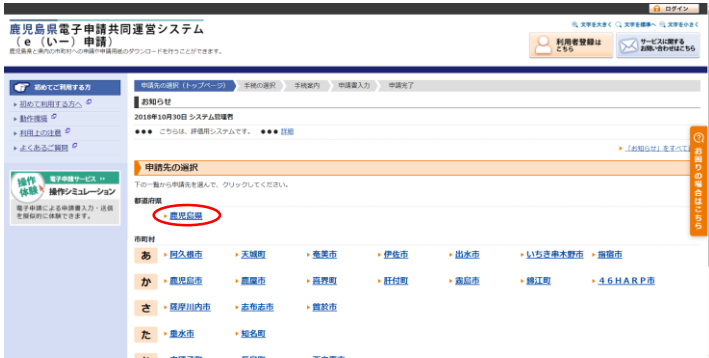 ログイン
鹿児島県電子申請共同運営システム
(e(いー)申請)
鹿児島県と県内の市町村への申請や申請用紙のダウンロードを行うことができます。
文字を大きく 文字を標準へ 文字を小さく
利用者登録は
こちら
サービスに関する
お問い合わせはこちら
初めてご利用する方
初めて利用する方へ
動作環境
利用上の注意
よくあるご質問
操作
体験
電子申請サービス
操作シミュレーション
電子申請による申請書入力・送信
を擬似的に体験できます。
申請先の選択(トップページ) 手続の選択 手続案内 申請書入力 申請完了
お知らせ
2018年10月30日 システム管理者
●●● こちらは、評価用システムです。 ●●● 詳細
「お知らせ」をすべて
お困りの場合はこちら
申請先の選択
下の一覧から申請先を選んで、クリックしてください。
都道府県
鹿児島県
市町村
あ 阿久根市 天城町 奄美市 伊佐市 出水市 いちき串木野市 指宿市
か 鹿児島市 鹿屋市 喜界町 肝付町 霧島市 錦江町 46HARP市
さ 薩摩川内市 志布志市 曽於市
た 垂水市 知名町